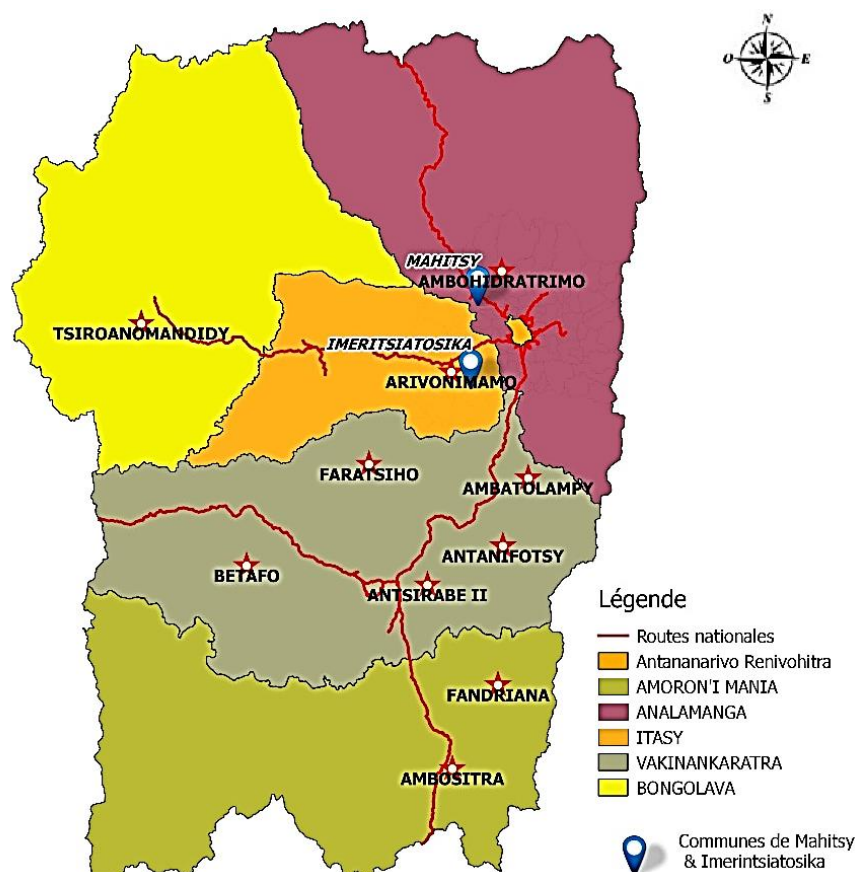 N
O
E
S
MAHITSY
AMBOHIDRATRIMO
TSIROANOMANDIDY
IMERITSIATOSIKA
ARIVONIMAMO
FARATSIHO
AMBATOLAMPY
ANTANIFOTSY
BETAFO
ANTSIRABE II
FANDRIANA
AMBOSITRA
Légende
Routes nationales
Antananarivo Renivohitra
AMORON'I MANIA
ANALAMANGA
ITASY
VAKINANKARATRA
BONGOLAVA
Communes de Mahitsy
& Imerintsiatosika